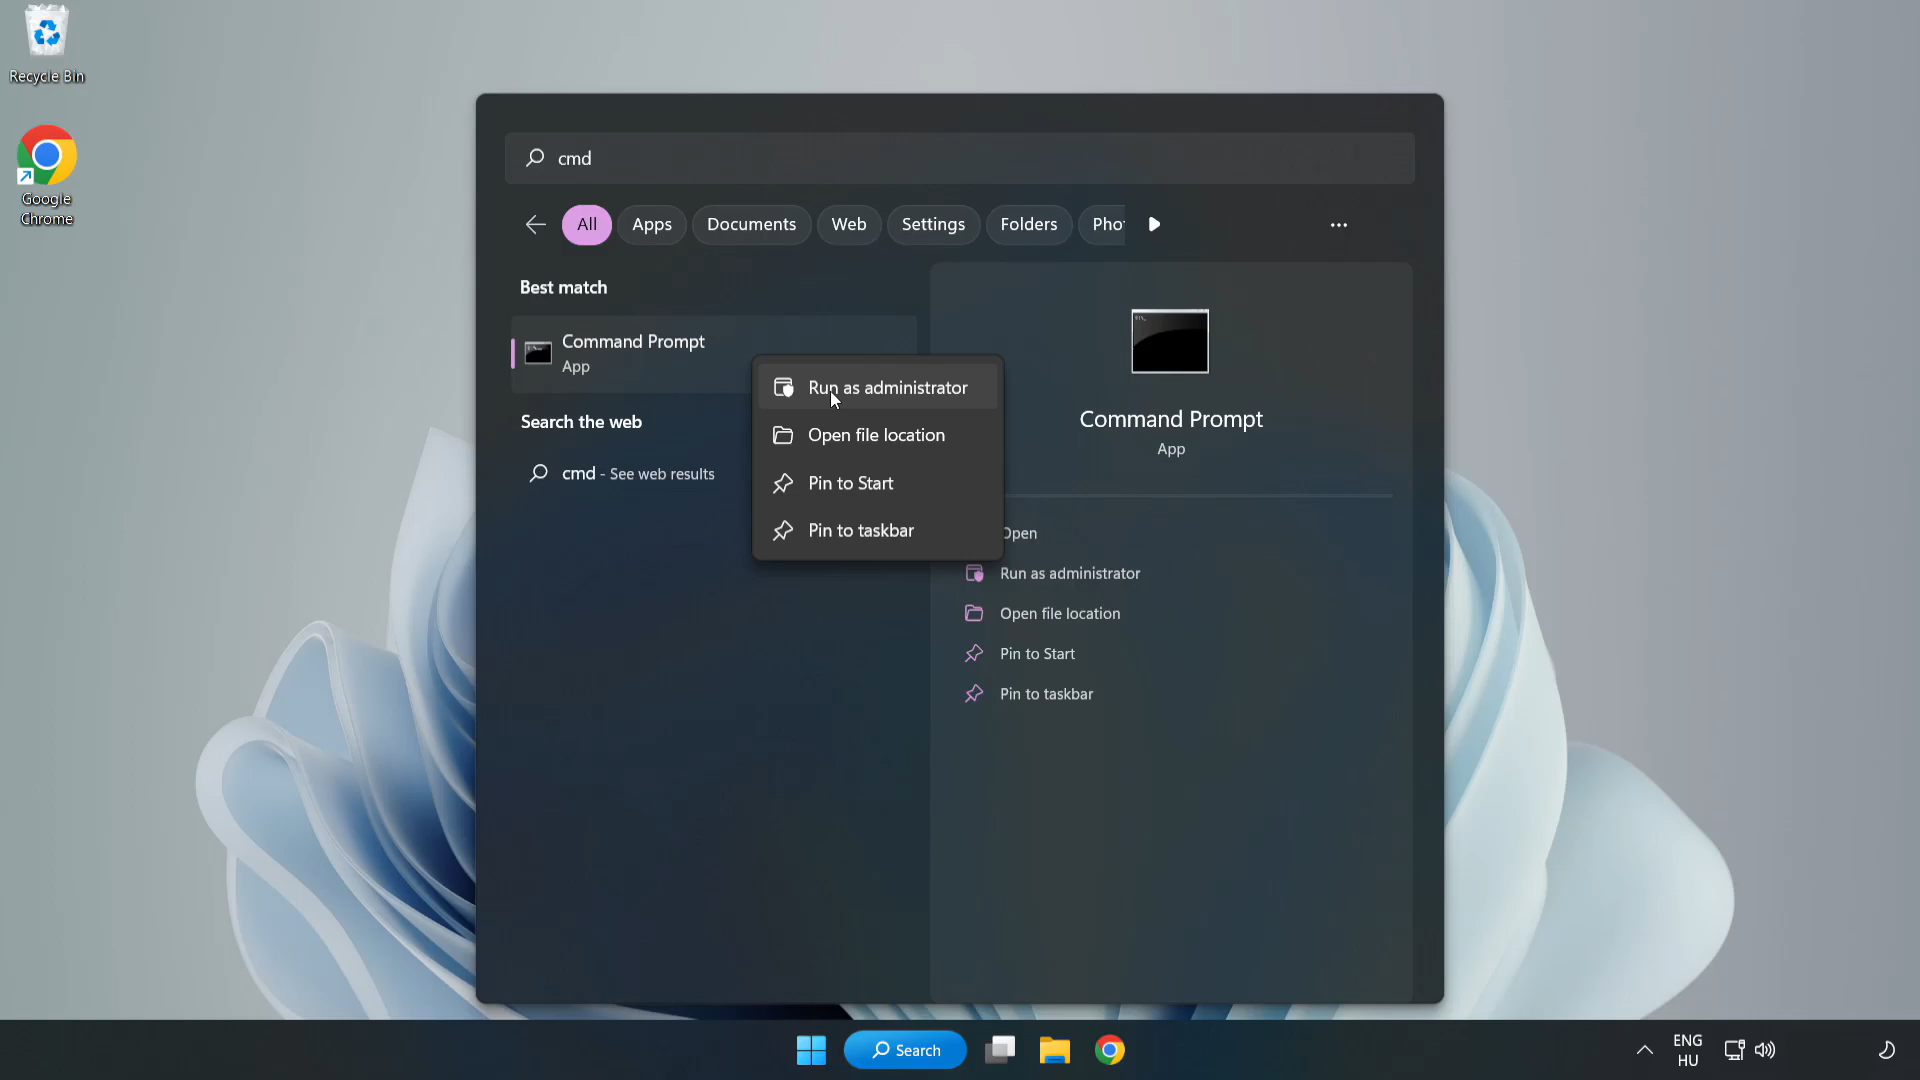 Recycle Bin
Google
Chrome
cmd
All
Apps
Documents
Web
Settings
Folders
Pho
Best match
Command Prompt
App
Search the web
cmd - See web results
Run as administrator
Open file location
Pin to Start
Pin to taskbar
Command Prompt
App
Open
Run as administrator
Open file location
Pin to Start
Pin to taskbar
Search
ENG
HU